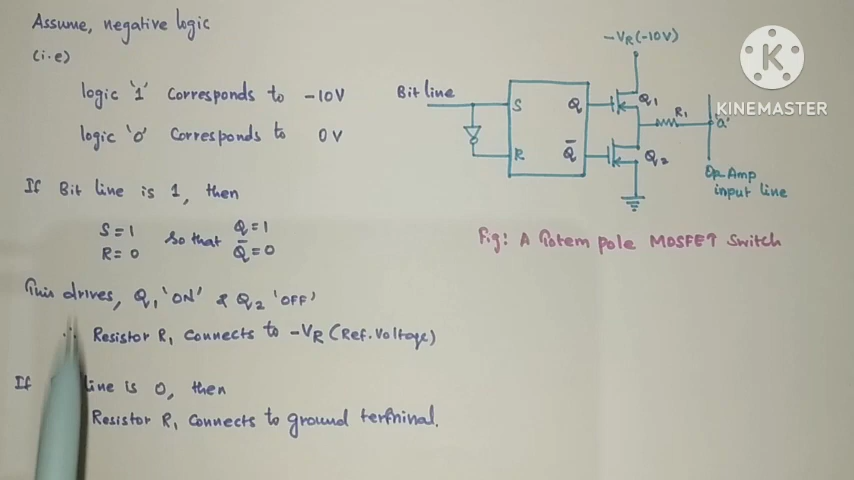 Assume, negative logic
(i.e)
logic '1' Corresponds to -10V
logic 'o' Corresponds to 0V
If Bit line is 1, then
S=1
R=0
So that
Q=1
Q̅=0
This drives, Q₁ 'ON' & Q₂ 'OFF'
∴ Resistor R₁ Connects to -VR (Ref. Voltage)
If line is 0, then
Resistor R₁ Connects to ground terminal.
-VR (-10V)
Bit line
S
Q
Q₁
R₁
'a'
R
Q̅
Q₂
Op-Amp
input line
Fig: A Totem pole MOSFET Switch
K
KINEMASTER